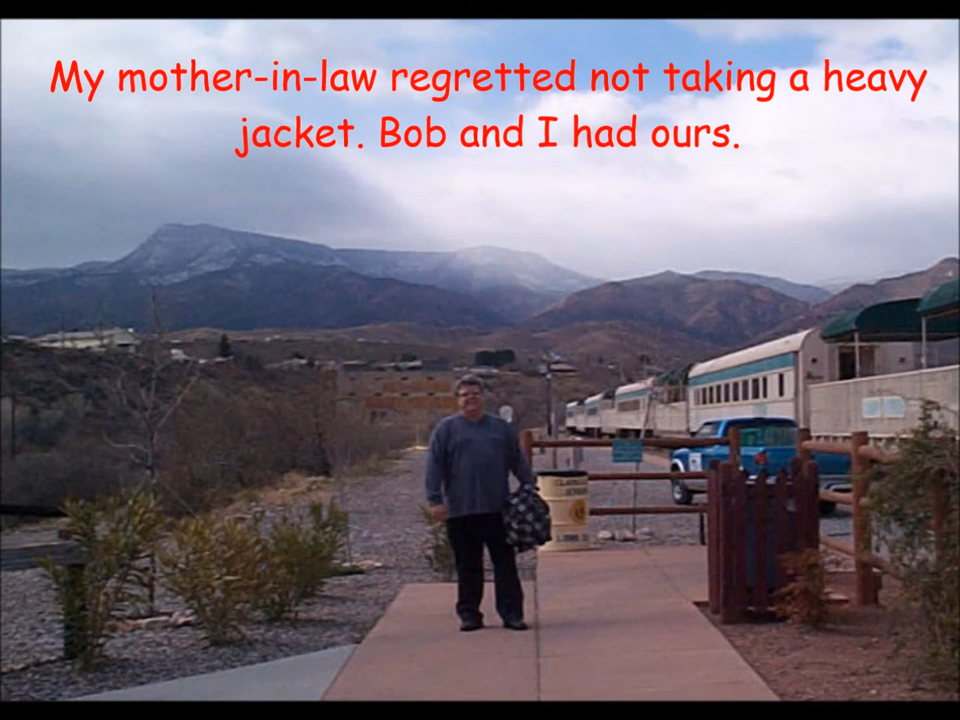 My mother-in-law regretted not taking a heavy
jacket. Bob and I had ours.